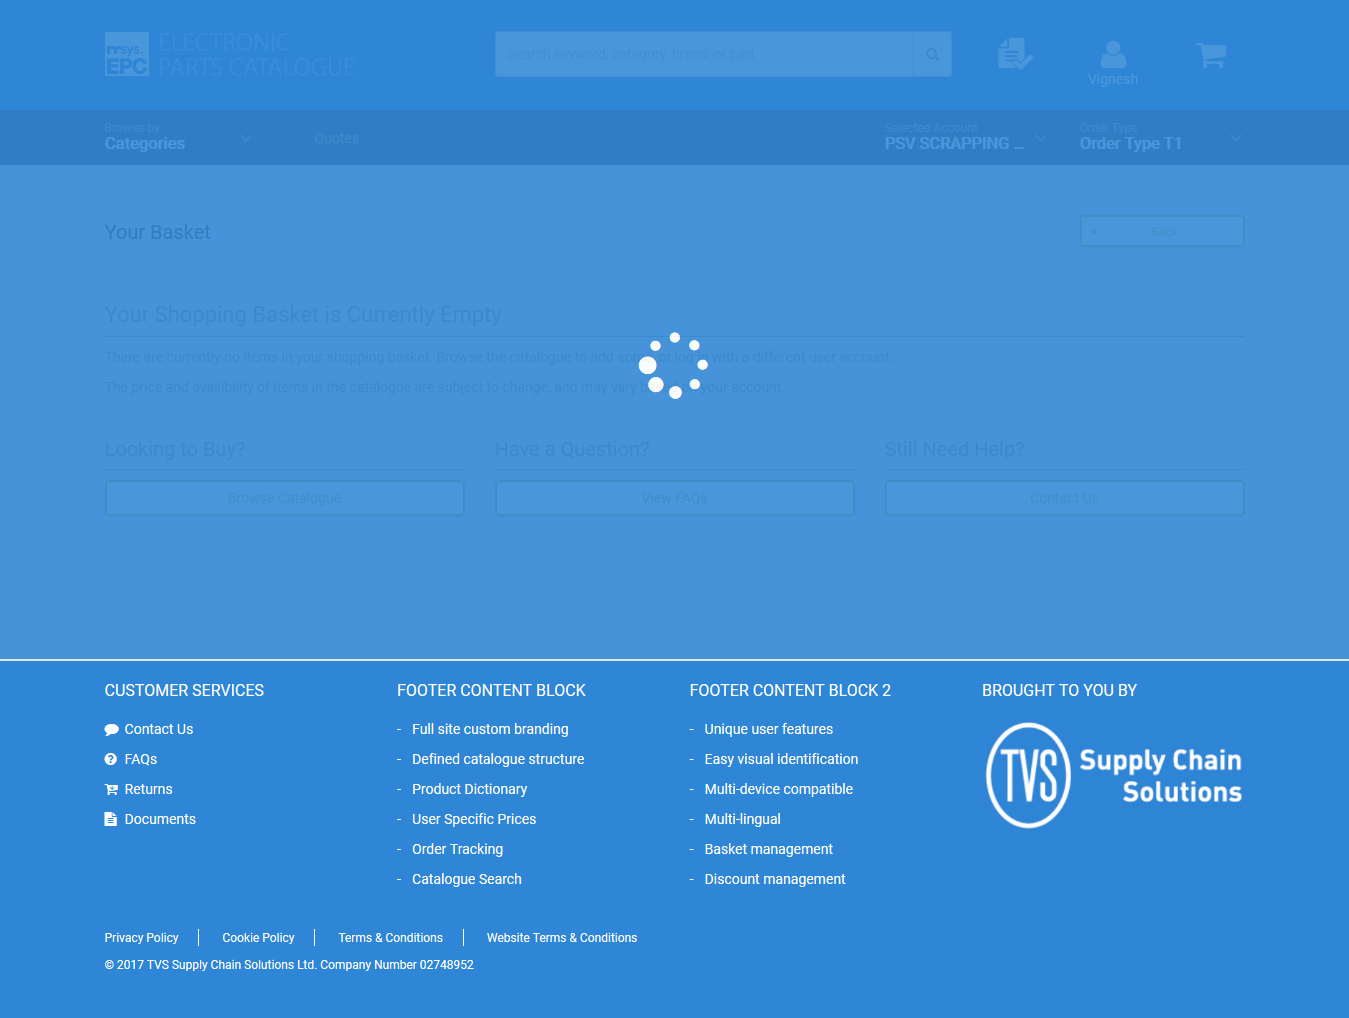 rrsys.
EPC
ELECTRONIC
PARTS CATALOGUE
Search keyword, category, brand, or part
Vignesh
Browse by
Categories
Quotes
Selected Account
PSV SCRAPPING _
Order Type
Order Type T1
Your Basket
Back
Your Shopping Basket is Currently Empty
There are currently no items in your shopping basket. Browse the catalogue to add some or log in with a different user account.
The price and availibility of items in the catalogue are subject to change, and may vary your account.
Looking to Buy?
Have a Question?
Still Need Help?
Browse Catalogue
View FAQs
Contact Us
CUSTOMER SERVICES
Contact Us
FAQs
Returns
Documents
FOOTER CONTENT BLOCK
- Full site custom branding
- Defined catalogue structure
- Product Dictionary
- User Specific Prices
- Order Tracking
- Catalogue Search
FOOTER CONTENT BLOCK 2
- Unique user features
- Easy visual identification
- Multi-device compatible
- Multi-lingual
- Basket management
- Discount management
BROUGHT TO YOU BY
TVS
Supply Chain
Solutions
Privacy Policy
Cookie Policy
Terms & Conditions
Website Terms & Conditions
© 2017 TVS Supply Chain Solutions Ltd. Company Number 02748952